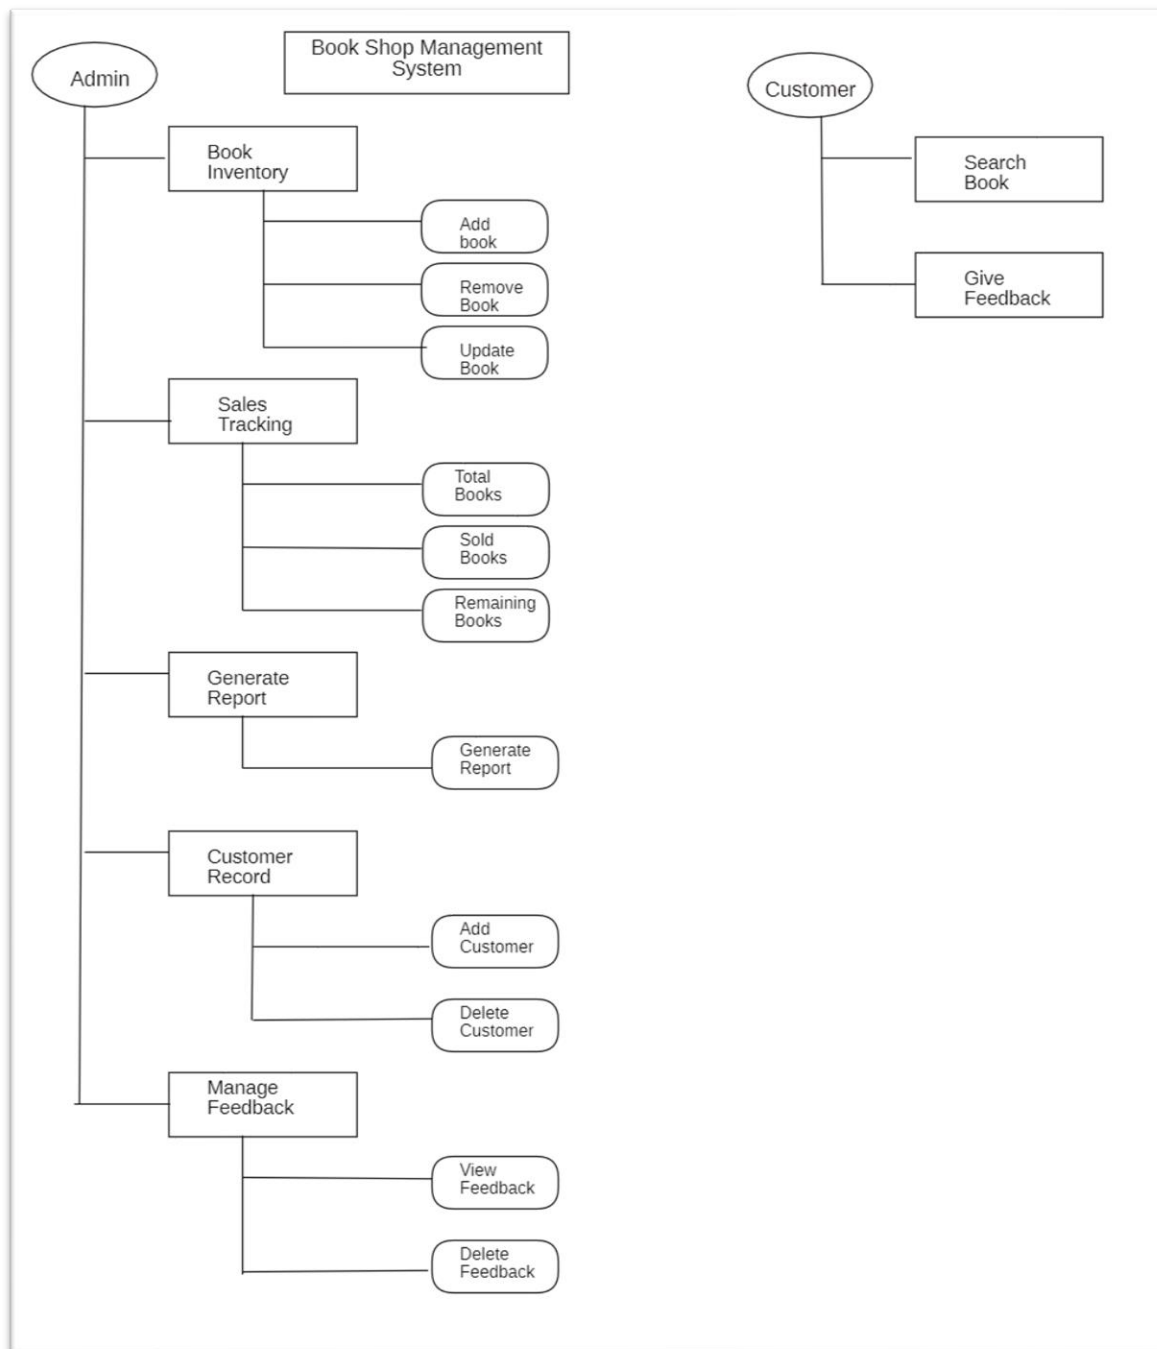 Book Shop Management
System
Admin
Book
Inventory
Add
book
Remove
Book
Update
Book
Sales
Tracking
Total
Books
Sold
Books
Remaining
Books
Generate
Report
Generate
Report
Customer
Record
Add
Customer
Delete
Customer
Manage
Feedback
View
Feedback
Delete
Feedback
Customer
Search
Book
Give
Feedback